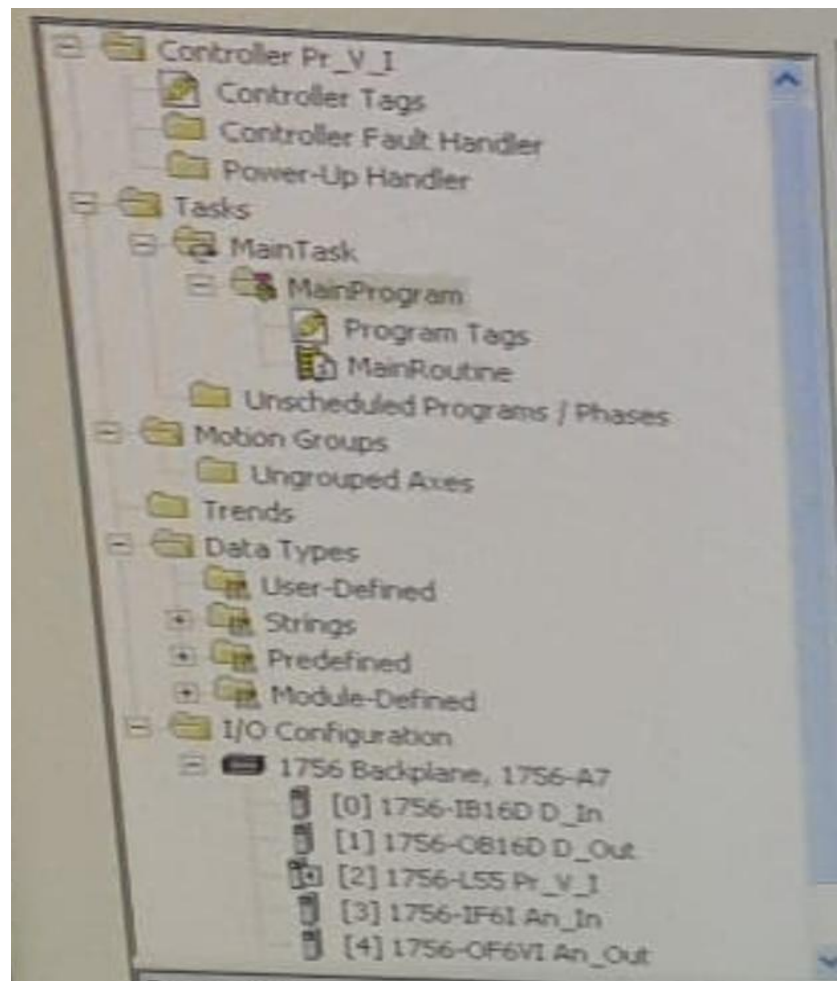 Controller Pr_V_I
Controller Tags
Controller Fault Handler
Power-Up Handler
Tasks
MainTask
MainProgram
Program Tags
MainRoutine
Unscheduled Programs / Phases
Motion Groups
Ungrouped Axes
Trends
Data Types
User-Defined
Strings
Predefined
Module-Defined
I/O Configuration
1756 Backplane, 1756-A7
[0] 1756-IB16D D_In
[1] 1756-OB16D D_Out
[2] 1756-L55 Pr_V_I
[3] 1756-IF6I An_In
[4] 1756-OF6VI An_Out